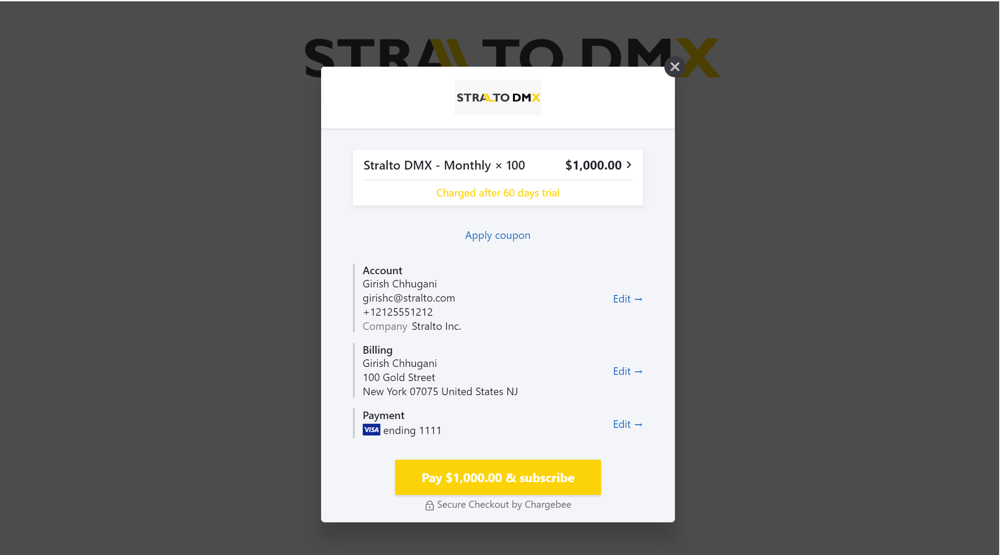 STRALTO DMX
STRALTO DMX
Stralto DMX - Monthly × 100 $1,000.00
Charged after 60 days trial
Apply coupon
Account
Girish Chhugani
girishc@stralto.com
+12125551212
Edit →
Company Stralto Inc.
Billing
Girish Chhugani
100 Gold Street
Edit →
New York 07075 United States NJ
Payment
VISA ending 1111
Edit →
Pay $1,000.00 & subscribe
Secure Checkout by Chargebee